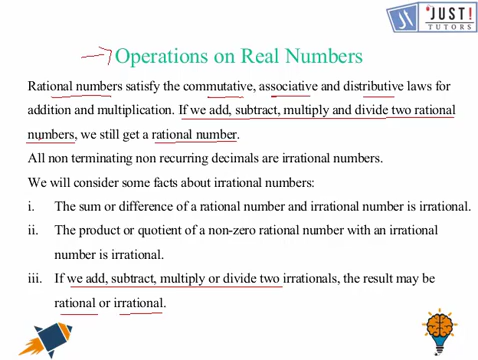 JUST!
TUTORS
Operations on Real Numbers
Rational numbers satisfy the commutative, associative and distributive laws for
addition and multiplication. If we add, subtract, multiply and divide two rational
numbers, we still get a rational number.
All non terminating non recurring decimals are irrational numbers.
We will consider some facts about irrational numbers:
i. The sum or difference of a rational number and irrational number is irrational.
ii. The product or quotient of a non-zero rational number with an irrational
number is irrational.
iii. If we add, subtract, multiply or divide two irrationals, the result may be
rational or irrational.